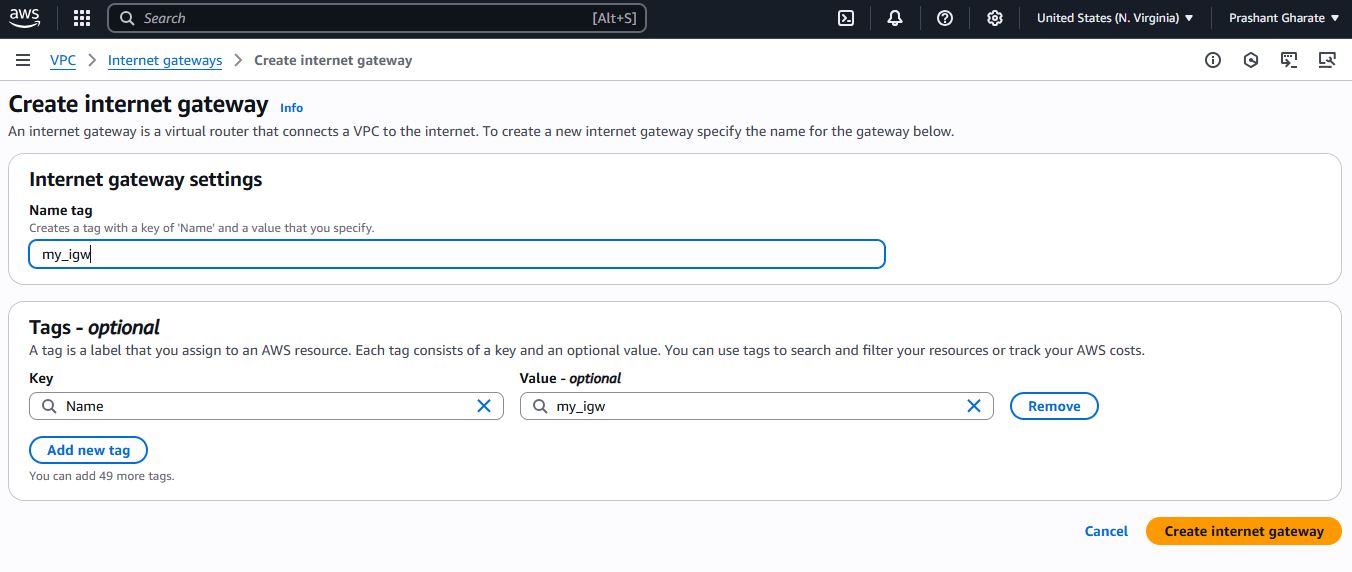 aws Search [Alt+S] United States (N. Virginia) Prashant Gharate
VPC Internet gateways Create internet gateway
Create internet gateway Info
An internet gateway is a virtual router that connects a VPC to the internet. To create a new internet gateway specify the name for the gateway below.
Internet gateway settings
Name tag
Creates a tag with a key of 'Name' and a value that you specify.
my_igw
Tags - optional
A tag is a label that you assign to an AWS resource. Each tag consists of a key and an optional value. You can use tags to search and filter your resources or track your AWS costs.
Key Value - optional
Name my_igw Remove
Add new tag
You can add 49 more tags.
Cancel Create internet gateway